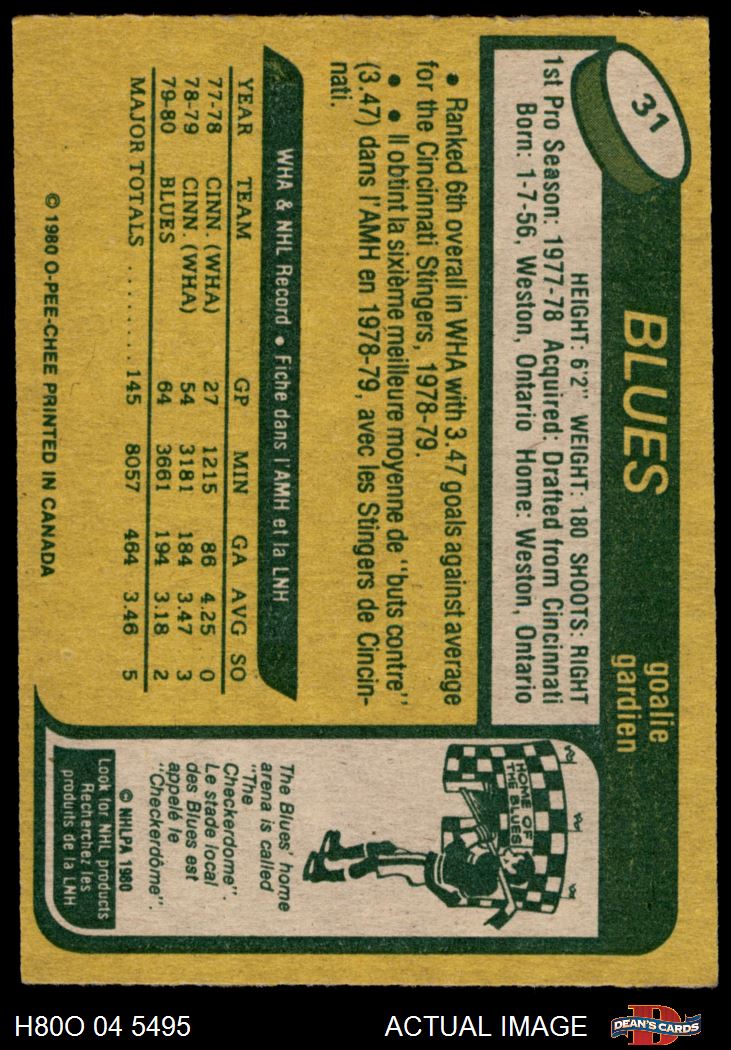 31
BLUES
goalie
gardien
HEIGHT: 6'2" WEIGHT: 180 SHOOTS: RIGHT
1st Pro Season: 1977-78 Acquired: Drafted from Cincinnati
Born: 1-7-56, Weston, Ontario Home: Weston, Ontario
● Ranked 6th overall in WHA with 3.47 goals against average
for the Cincinnati Stingers, 1978-79.
● Il obtint la sixième meilleure moyenne de "buts contre"
(3.47) dans l'AMH en 1978-79, avec les Stingers de Cincin-
nati.
WHA & NHL Record ● Fiche dans l'AMH et la LNH
YEAR TEAM GP MIN GA AVG SO
77-78 CINN. (WHA) 27 1215 86 4.25 0
78-79 CINN. (WHA) 54 3181 184 3.47 3
79-80 BLUES 64 3661 194 3.18 2
MAJOR TOTALS ......... 145 8057 464 3.46 5
© 1980 O-PEE-CHEE PRINTED IN CANADA
HOME OF
THE BLUES
The Blues' home
arena is called
"The
Checkerdome".
Le stade local
des Blues est
appelé le
"Checkerdôme".
© NHLPA 1980
Look for NHL products
Recherchez les
produits de la LNH
H80O 04 5495
ACTUAL IMAGE
DEAN'S CARDS